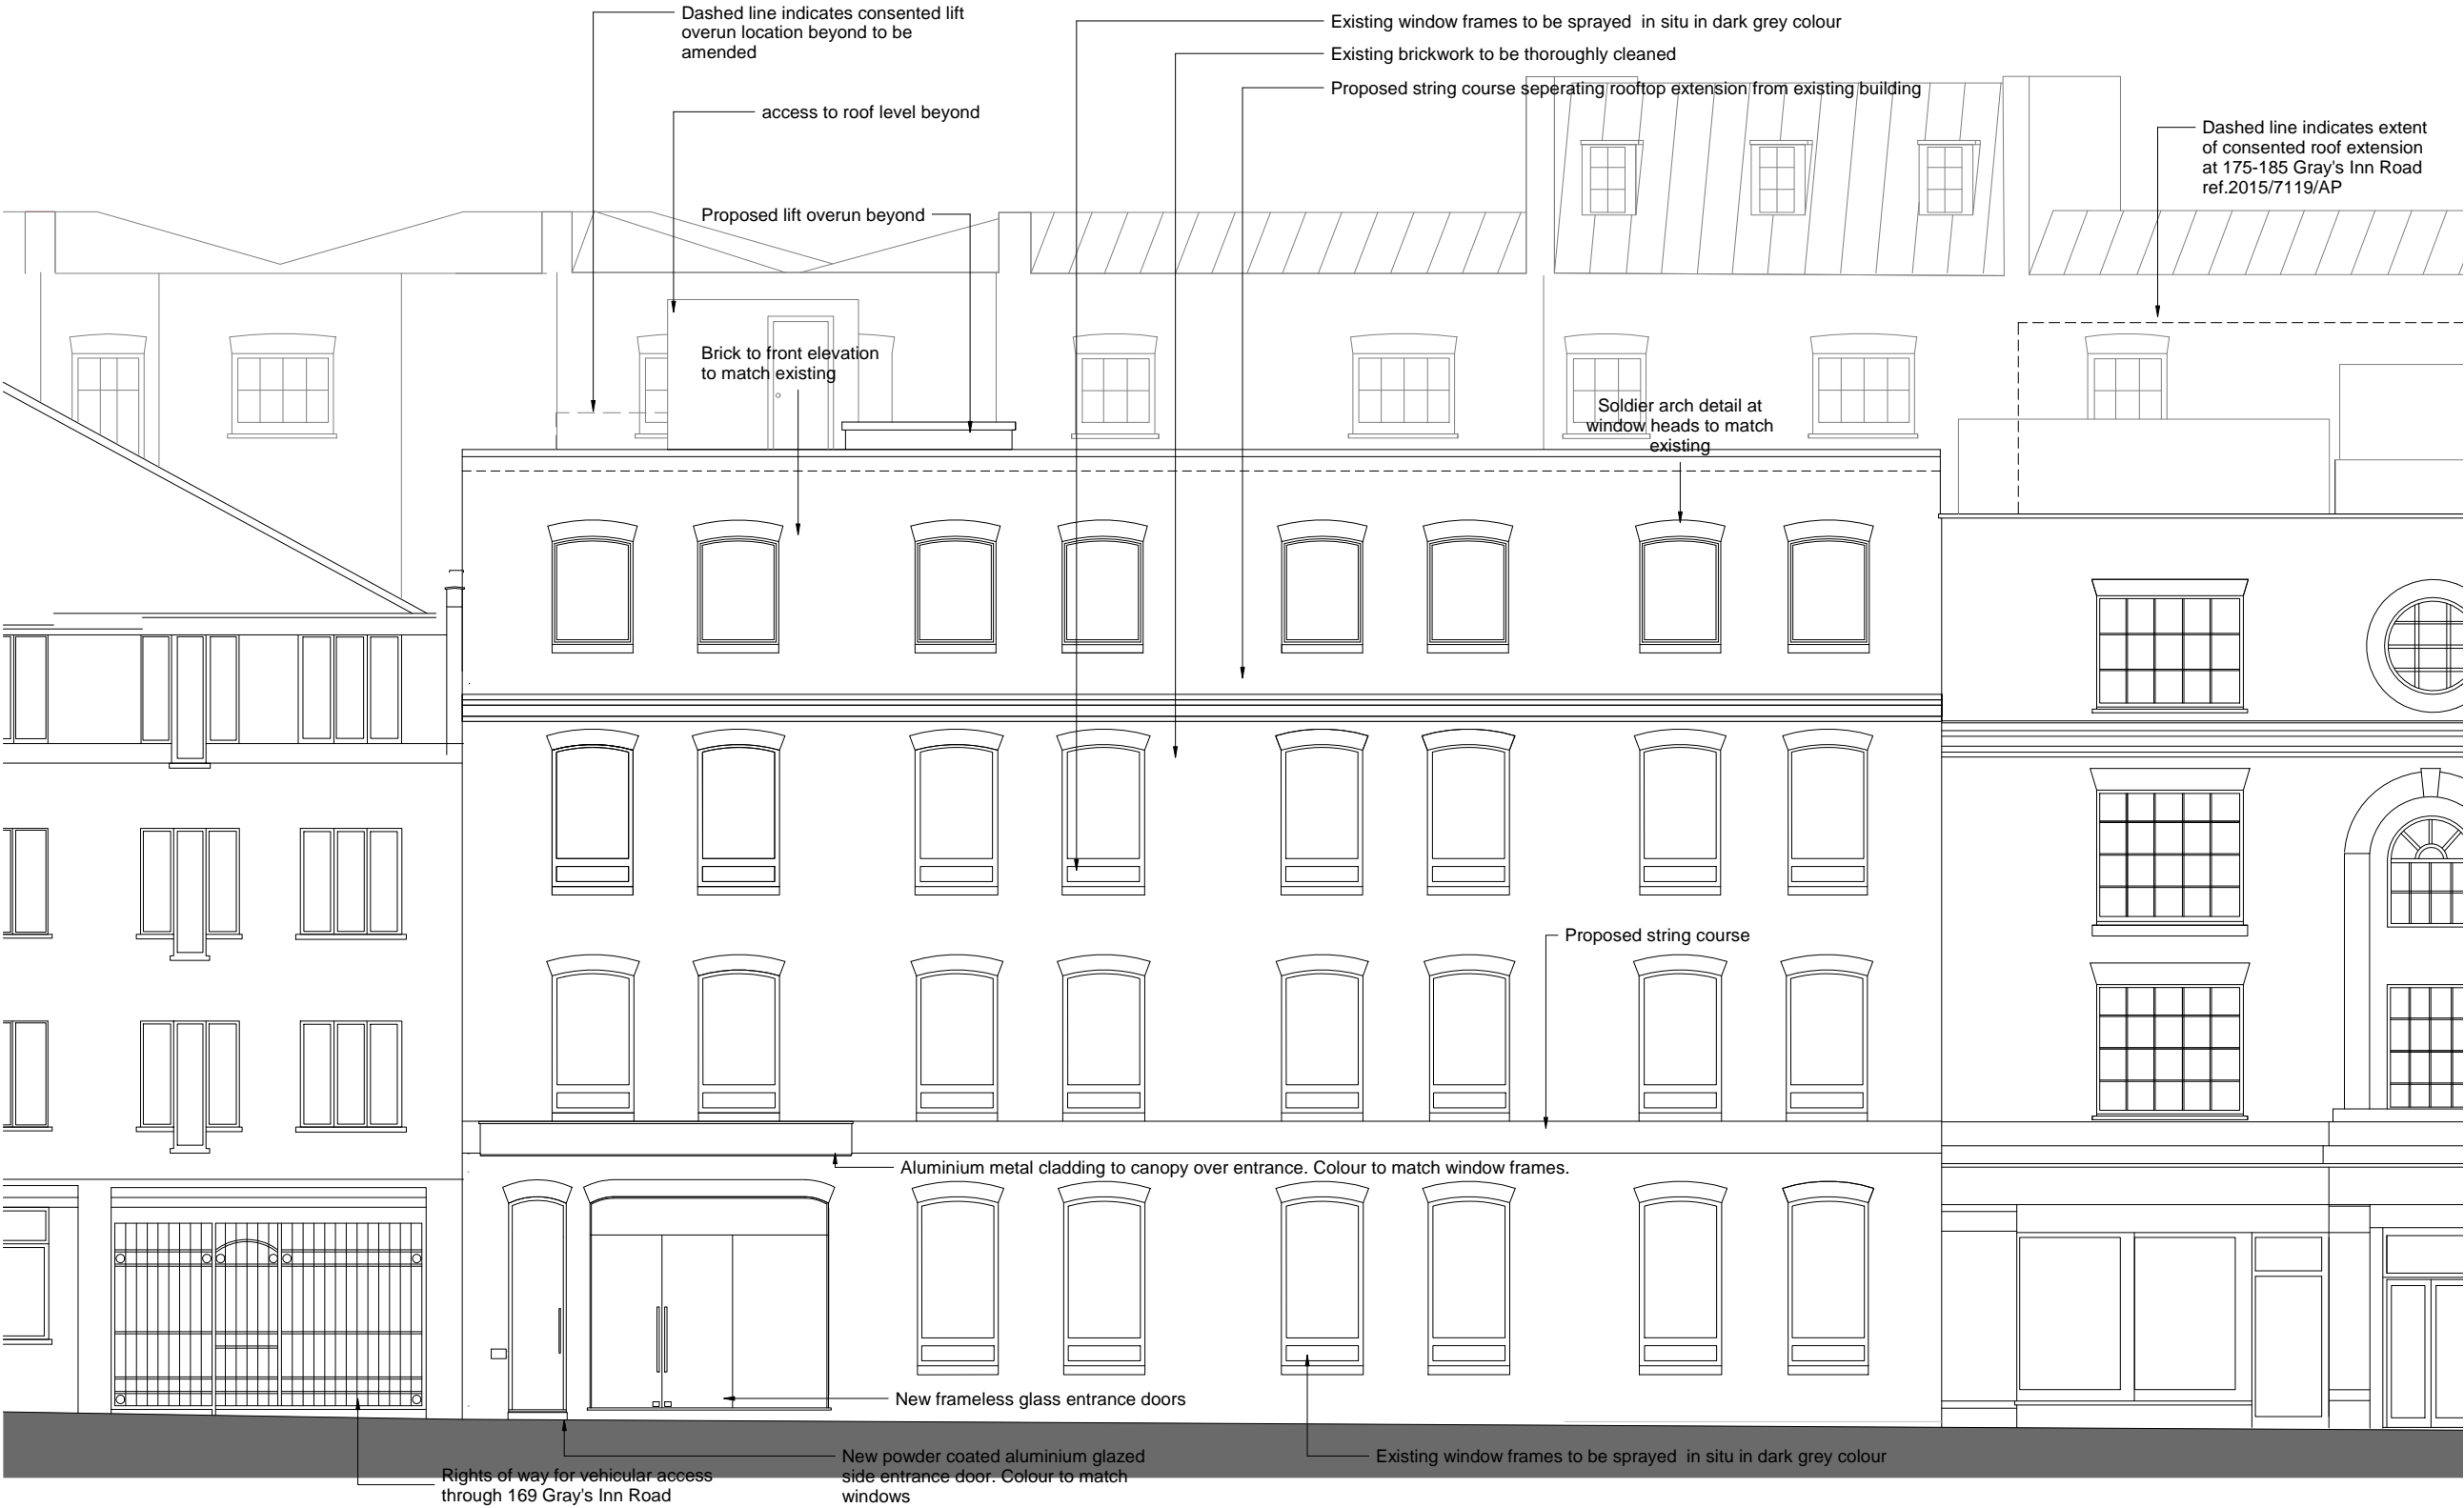 Dashed line indicates consented lift
overun location beyond to be
amended
Existing window frames to be sprayed in situ in dark grey colour
Existing brickwork to be thoroughly cleaned
Proposed string course seperating rooftop extension from existing building
access to roof level beyond
Dashed line indicates extent
of consented roof extension
at 175-185 Gray's Inn Road
ref.2015/7119/AP
Proposed lift overun beyond
Brick to front elevation
to match existing
Soldier arch detail at
window heads to match
existing
Proposed string course
Aluminium metal cladding to canopy over entrance. Colour to match window frames.
New frameless glass entrance doors
New powder coated aluminium glazed
side entrance door. Colour to match
windows
Existing window frames to be sprayed in situ in dark grey colour
Rights of way for vehicular access
through 169 Gray's Inn Road